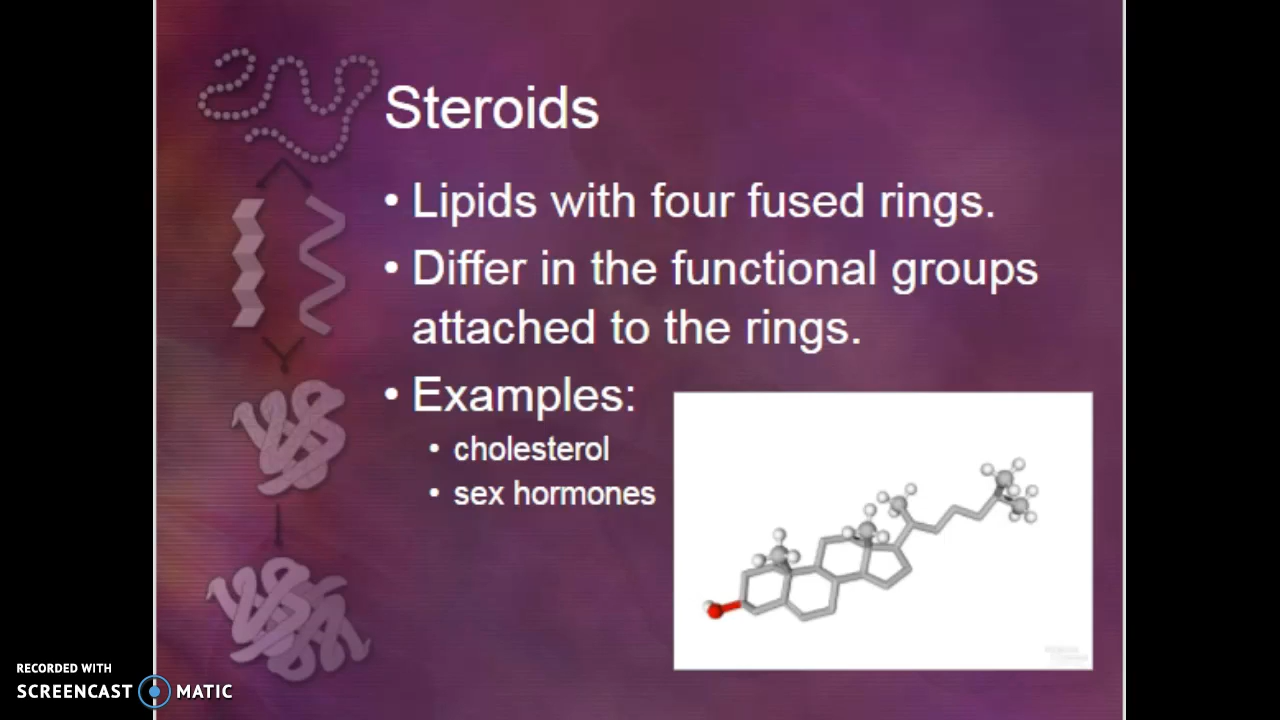 Steroids
• Lipids with four fused rings.
• Differ in the functional groups
attached to the rings.
• Examples:
• cholesterol
• sex hormones
RECORDED WITH
SCREENCAST MATIC